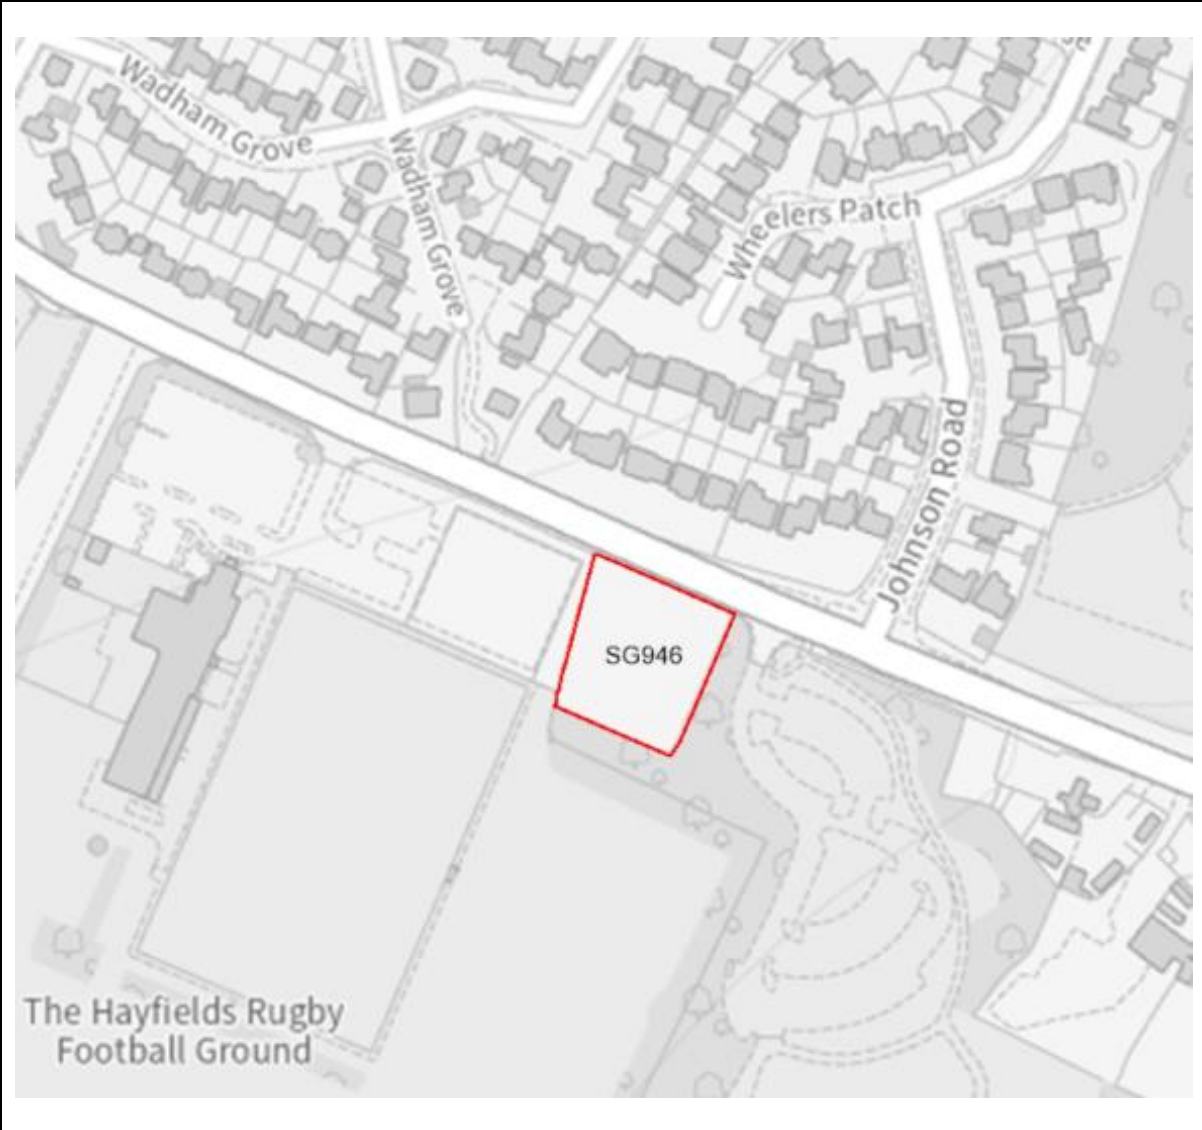 Wadham Grove
Wadham Grove
Wheelers Patch
Johnson Road
SG946
The Hayfields Rugby
Football Ground